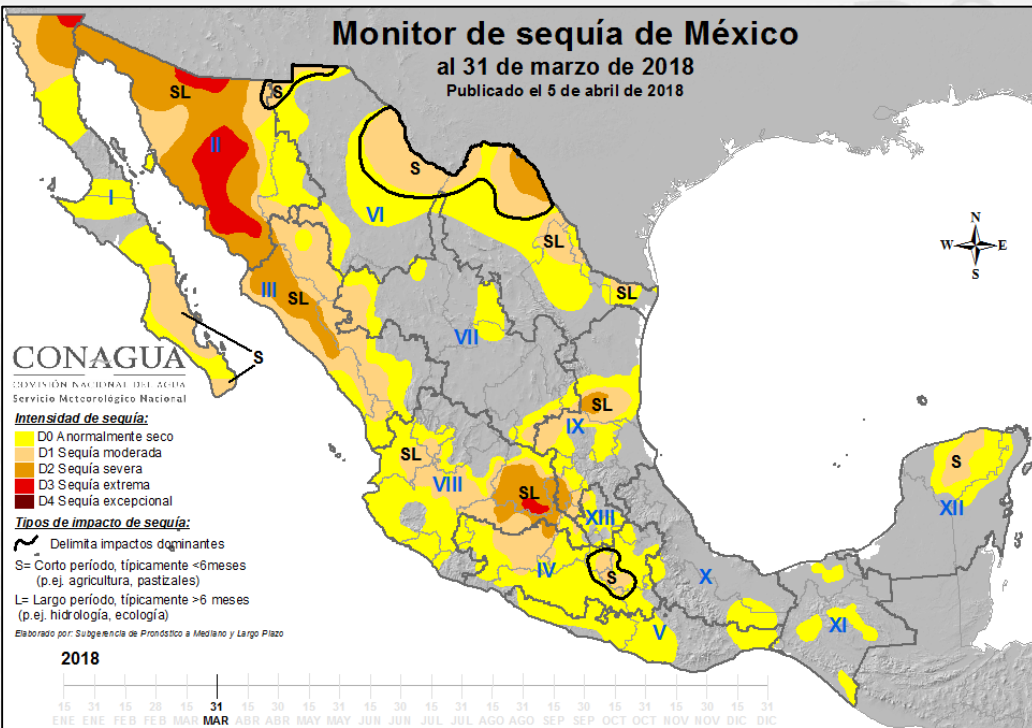 Monitor de sequía de México
al 31 de marzo de 2018
Publicado el 5 de abril de 2018
SL
S
II
S
I
VI
SL
N
W E
S
III
SL
SL
VII
S
CONAGUA
COMISIÓN NACIONAL DEL AGUA
Servicio Meteorológico Nacional
SL
IX
Intensidad de sequía:
D0 Anormalmente seco
D1 Sequía moderada
D2 Sequía severa
D3 Sequía extrema
D4 Sequía excepcional
SL
VIII
SL
S
XII
XIII
Tipos de impacto de sequía:
Delimita impactos dominantes
S= Corto período, típicamente <6meses
(p.ej. agricultura, pastizales)
L= Largo período, típicamente >6 meses
(p.ej. hidrología, ecología)
IV
S
X
V
XI
Elaborado por: Subgerencia de Pronóstico a Mediano y Largo Plazo
2018
15 31 15 28 15 31 15 30 15 31 15 30 15 31 15 31 15 30 15 31 15 30 15 31
ENE ENE FEB FEB MAR MAR ABR ABR MAY MAY JUN JUN JUL JUL AGO AGO SEP SEP OCT OCT NOV NOV DIC DIC